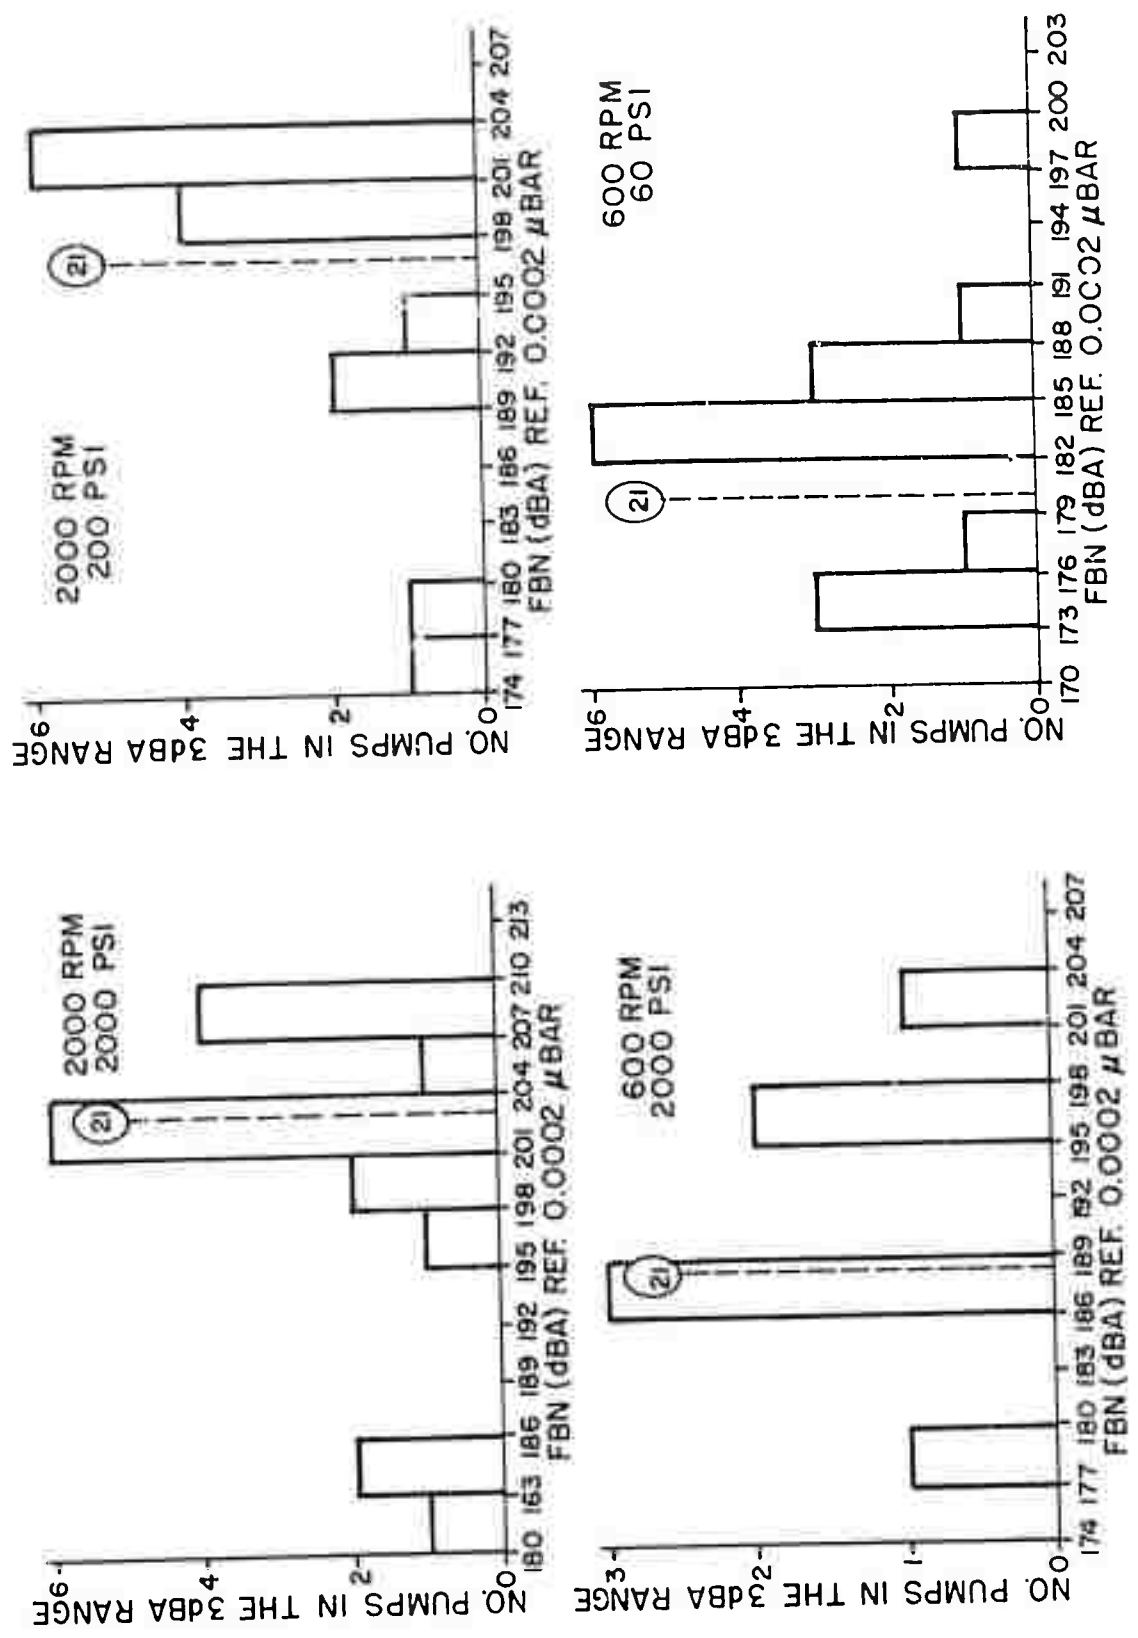 2000 RPM
2000 PSI
21
6
4
2
0
NO. PUMPS IN THE 3dBA RANGE
180 163 186 189 192 195 198 201 204 207 210 213
FBN (dBA) REF. 0.0002 μBAR
2000 RPM
200 PSI
21
6
4
2
0
NO. PUMPS IN THE 3dBA RANGE
174 177 180 183 186 189 192 195 198 201 204 207
FBN (dBA) REF. 0.0002 μBAR
600 RPM
2000 PSI
21
3
2
1
0
NO. PUMPS IN THE 3dBA RANGE
174 177 180 183 186 189 192 195 198 201 204 207
FBN (dBA) REF. 0.0002 μBAR
600 RPM
60 PSI
21
6
4
2
0
NO. PUMPS IN THE 3dBA RANGE
170 173 176 179 182 185 188 191 194 197 200 203
FBN (dBA) REF. 0.0002 μBAR